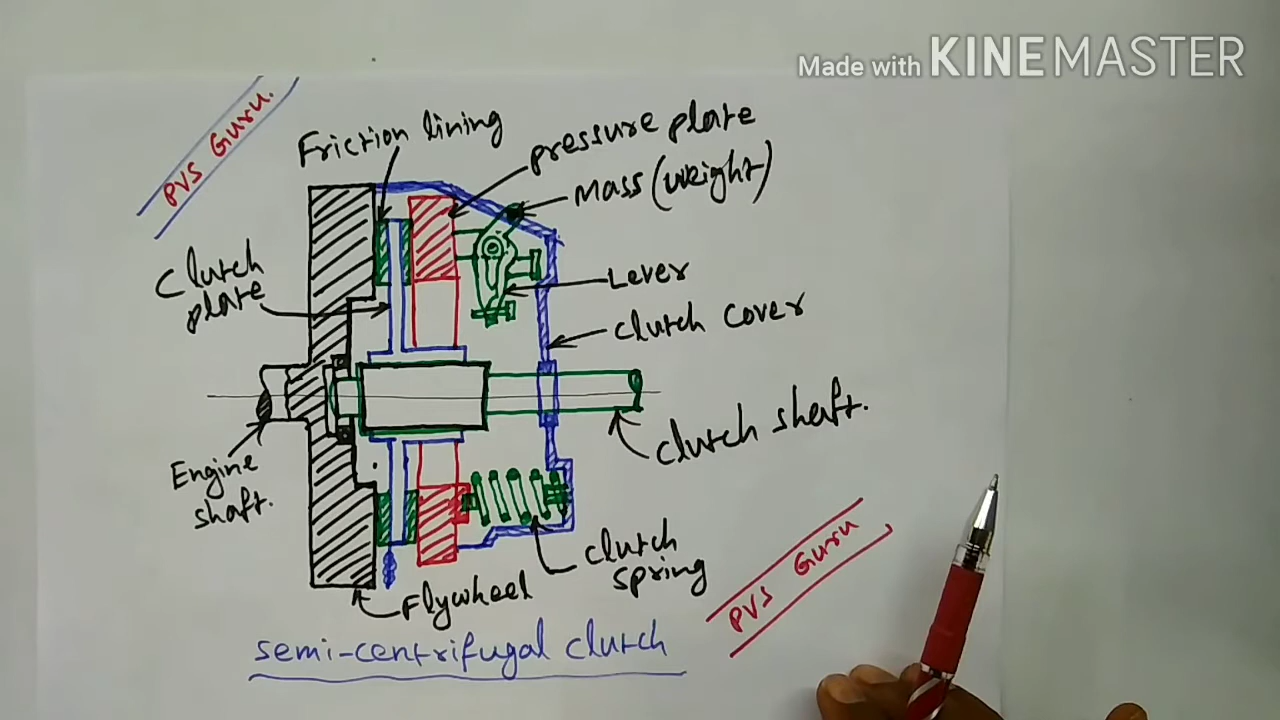 Made with KINEMASTER
PVS Guru.
Friction lining
pressure plate
Mass (weight)
Clutch
plate
Lever
clutch cover
clutch shaft.
Engine
shaft.
clutch
spring
Flywheel
PVS Guru
semi-centrifugal clutch